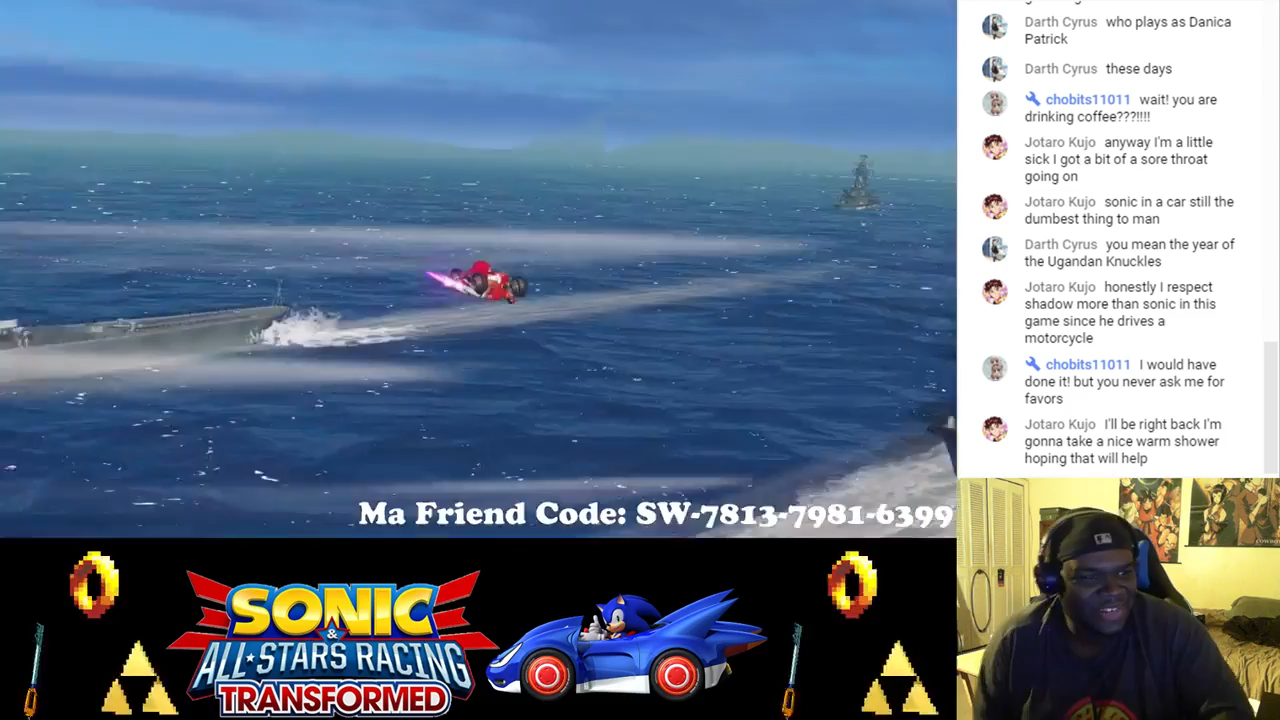 Darth Cyrus who plays as Danica
Patrick
Darth Cyrus these days
chobits11011 wait! you are
drinking coffee???!!!!
Jotaro Kujo anyway I'm a little
sick I got a bit of a sore throat
going on
Jotaro Kujo sonic in a car still the
dumbest thing to man
Darth Cyrus you mean the year of
the Ugandan Knuckles
Jotaro Kujo honestly I respect
shadow more than sonic in this
game since he drives a
motorcycle
chobits11011 I would have
done it! but you never ask me for
favors
Jotaro Kujo I'll be right back I'm
gonna take a nice warm shower
hoping that will help
Ma Friend Code: SW-7813-7981-6399
SONIC
&
ALL★STARS RACING
TRANSFORMED